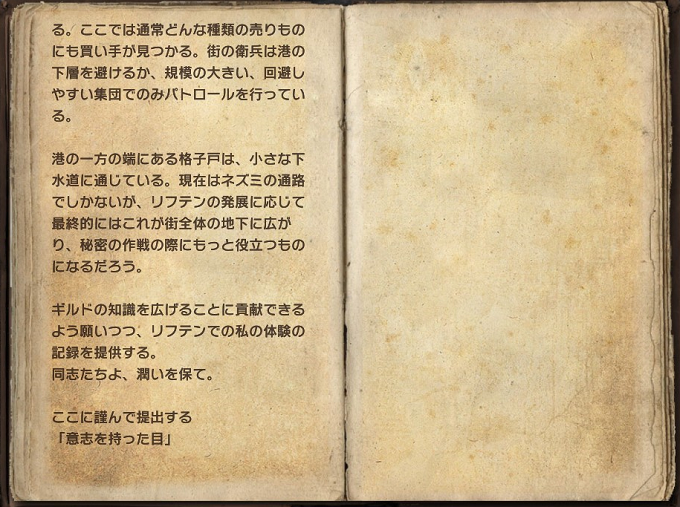 る。ここでは通常どんな種類の売りもの
にも買い手が見つかる。街の衛兵は港の
下層を避けるか、規模の大きい、回避し
やすい集団でのみパトロールを行ってい
る。
港の一方の端にある格子戸は、小さな下
水道に通じている。現在はネズミの通路
でしかないが、リフテンの発展に応じて
最終的にはこれが街全体の地下に広が
り、秘密の作戦の際にもっと役立つもの
になるだろう。
ギルドの知識を広げることに貢献できる
よう願いつつ、リフテンでの私の体験の
記録を提供する。
同志たちよ、潤いを保て。
ここに謹んで提出する
「意志を持った目」